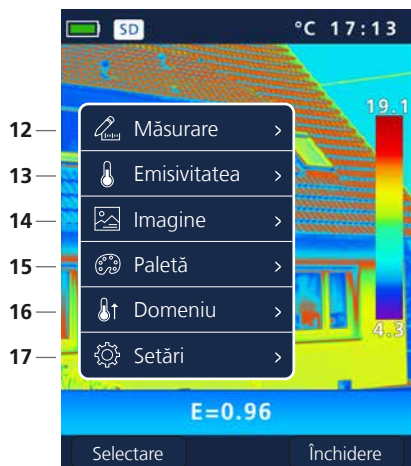 SD °C 17:13
19.1
12 Măsurare >
13 Emisivitatea >
14 Imagine >
15 Paletă >
16 Domeniu >
17 Setări >
4.3
E=0.96
Selectare Închidere